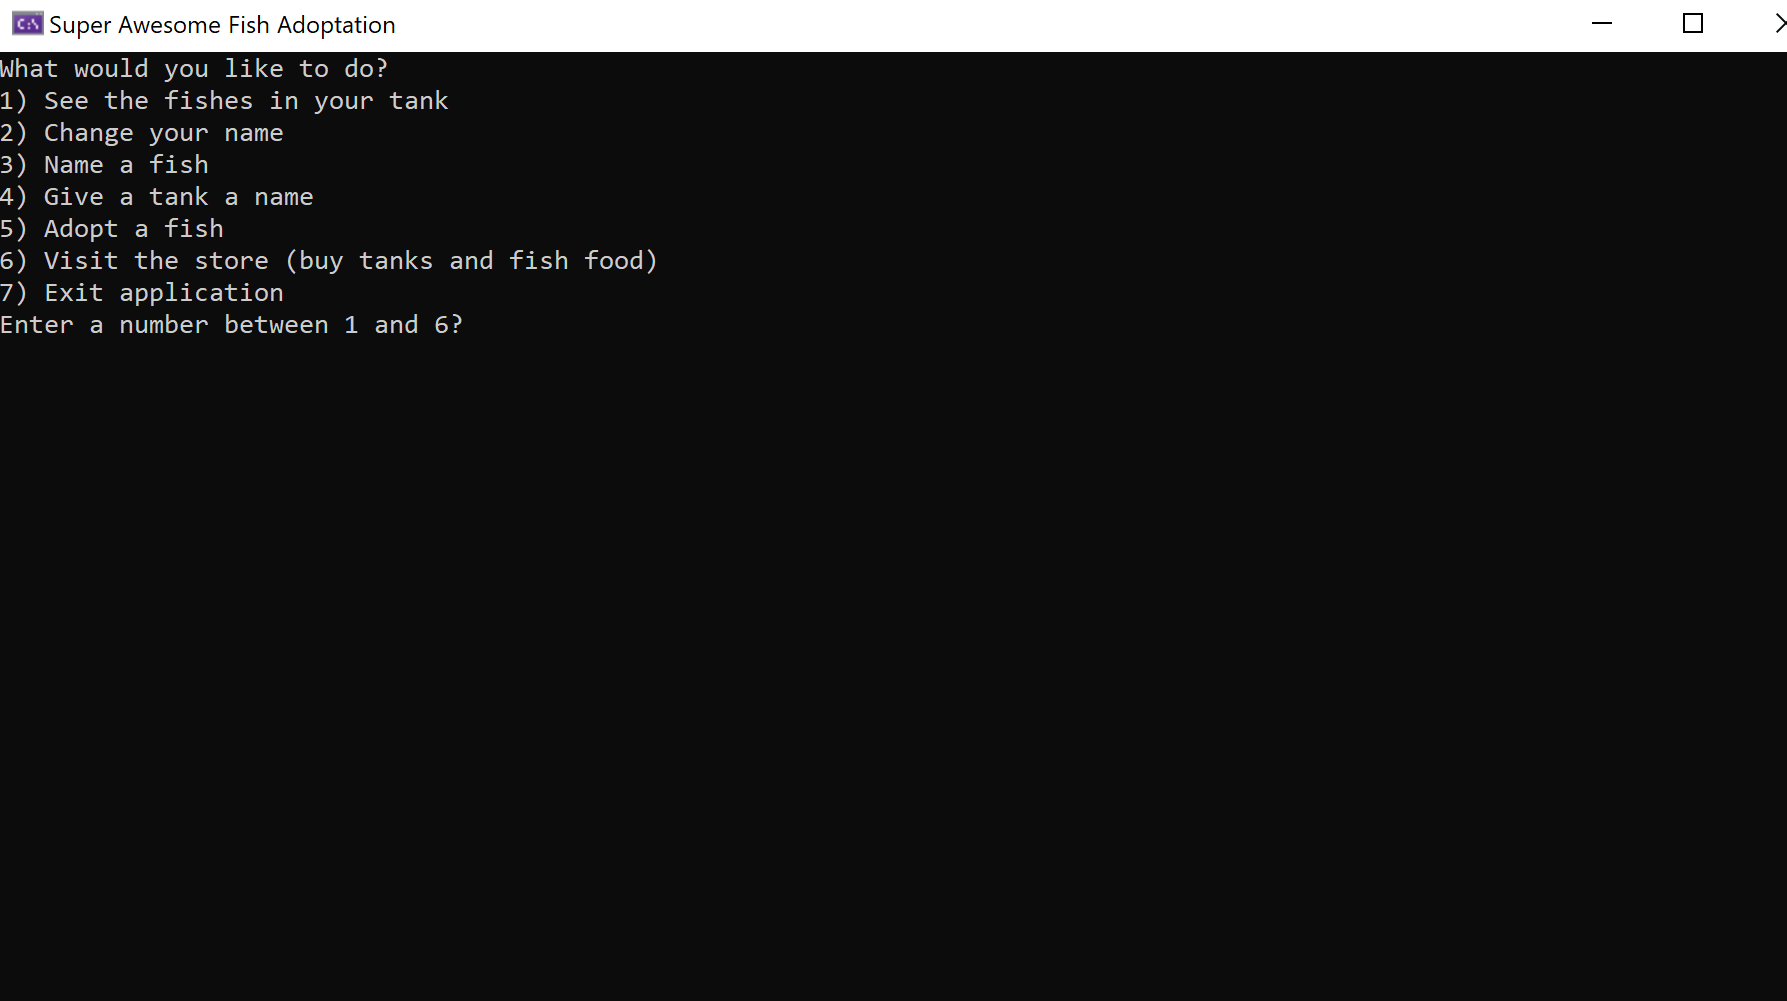 Super Awesome Fish Adoptation
What would you like to do?
1) See the fishes in your tank
2) Change your name
3) Name a fish
4) Give a tank a name
5) Adopt a fish
6) Visit the store (buy tanks and fish food)
7) Exit application
Enter a number between 1 and 6?